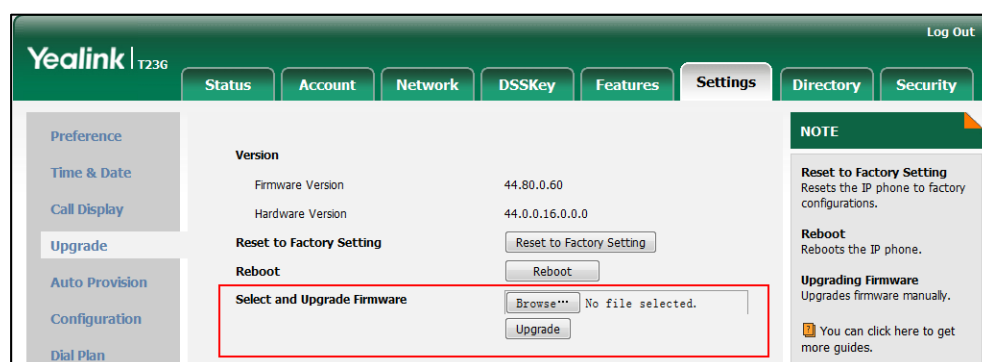 Log Out
Yealink T23G
Status Account Network DSSKey Features Settings Directory Security
Preference
Time & Date
Call Display
Upgrade
Auto Provision
Configuration
Dial Plan
Version
Firmware Version 44.80.0.60
Hardware Version 44.0.0.16.0.0.0
Reset to Factory Setting Reset to Factory Setting
Reboot Reboot
Select and Upgrade Firmware Browse··· No file selected.
Upgrade
NOTE
Reset to Factory Setting
Resets the IP phone to factory
configurations.
Reboot
Reboots the IP phone.
Upgrading Firmware
Upgrades firmware manually.
You can click here to get
more guides.